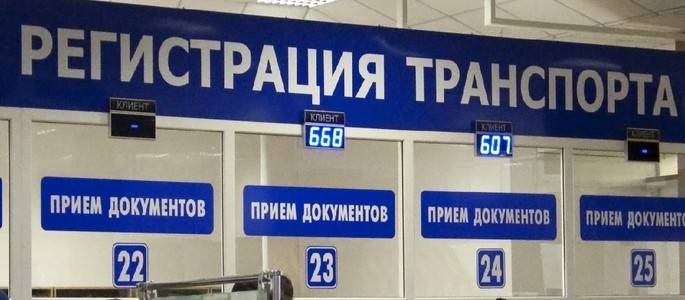 РЕГИСТРАЦИЯ ТРАНСПОРТА
КЛИЕНТ КЛИЕНТ КЛИЕНТ КЛИЕНТ
- 668 607 -
ПРИЕМ ДОКУМЕНТОВ ПРИЕМ ДОКУМЕНТОВ ПРИЕМ ДОКУМЕНТОВ ПРИЕМ ДОКУМЕНТОВ
22 23 24 25